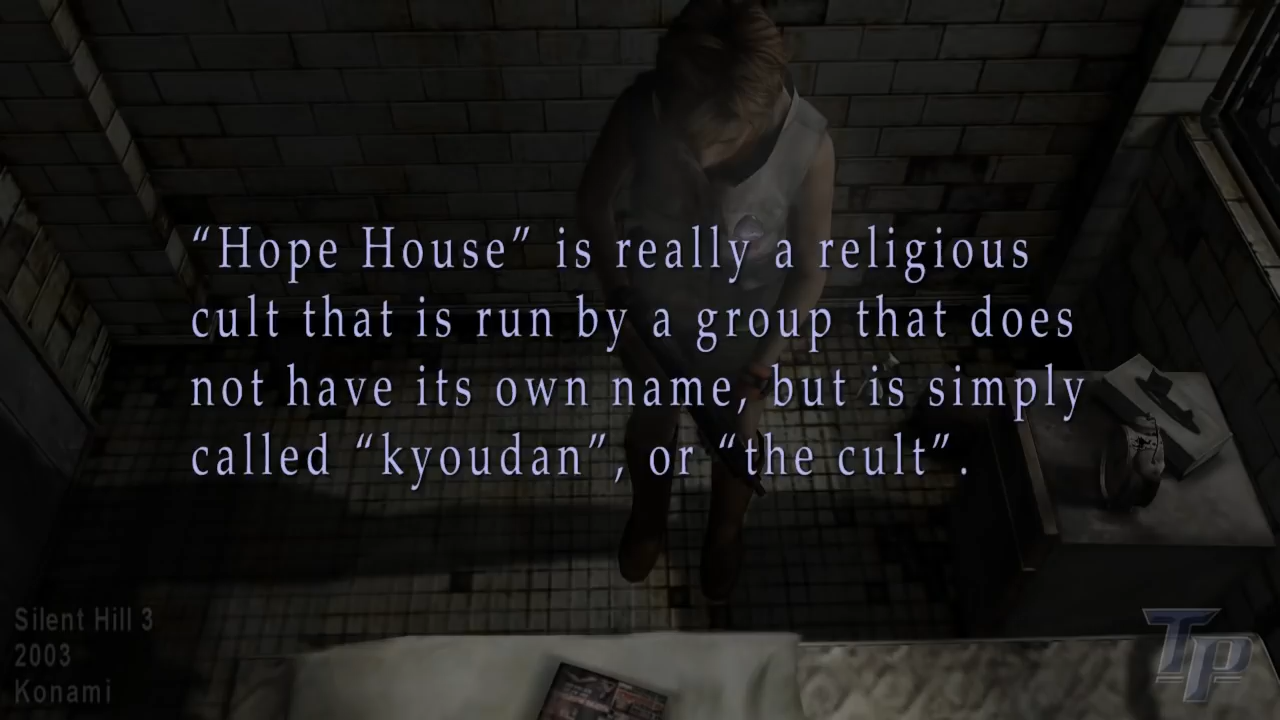 “Hope House” is really a religious
cult that is run by a group that does
not have its own name, but is simply
called “kyoudan”, or “the cult”.
Silent Hill 3
2003
Konami
TP